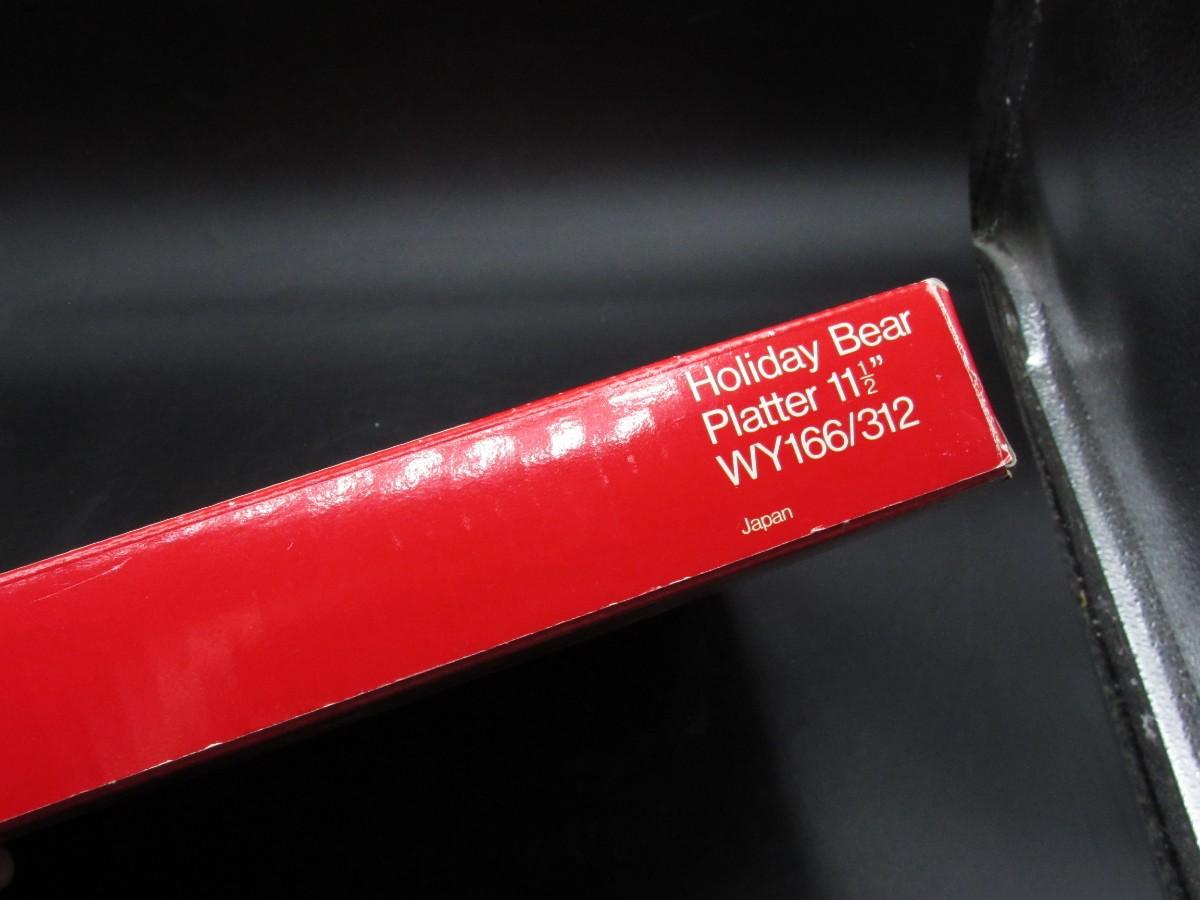 Holiday Bear
Platter 11½”
WY166/312
Japan